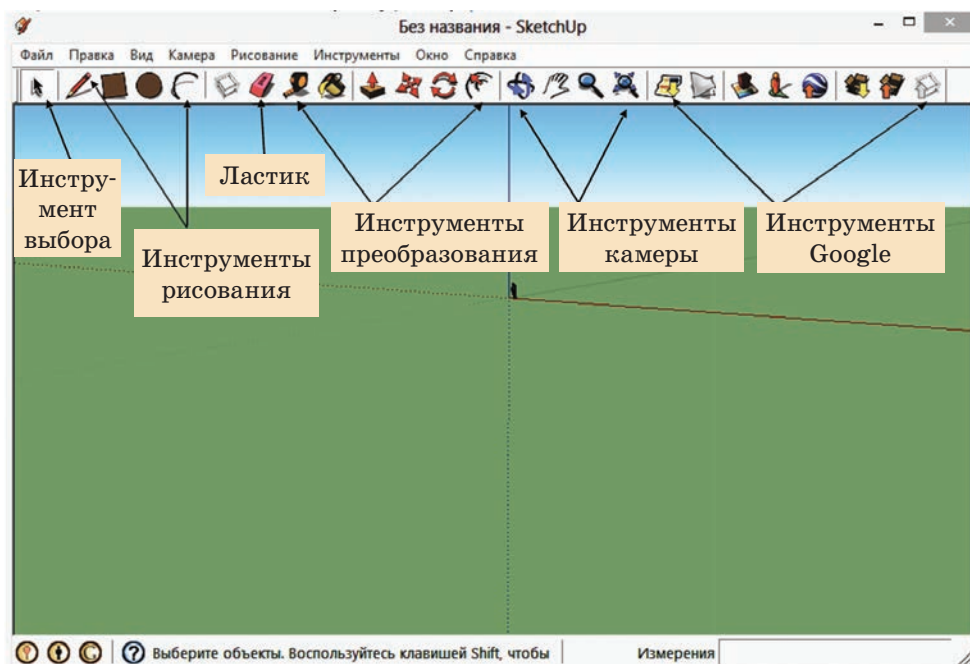 Без названия - SketchUp
Файл Правка Вид Камера Рисование Инструменты Окно Справка
Инстру-
мент
выбора
Ластик
Инструменты
рисования
Инструменты
преобразования
Инструменты
камеры
Инструменты
Google
Выберите объекты. Воспользуйтесь клавишей Shift, чтобы
Измерения